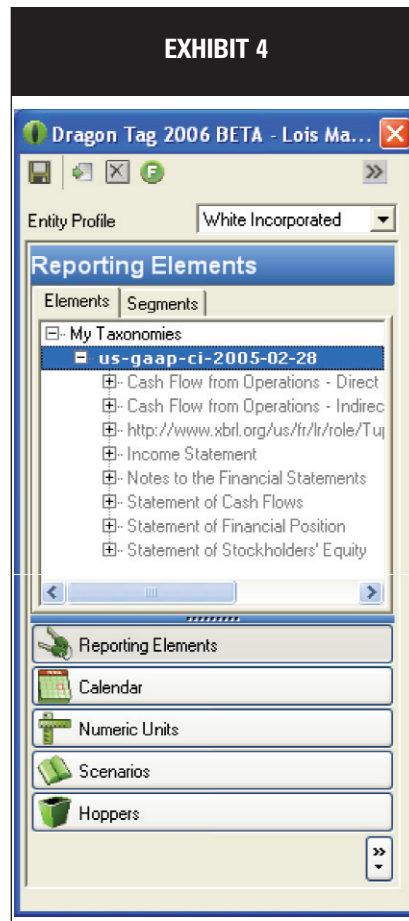 EXHIBIT 4
Dragon Tag 2006 BETA - Lois Ma...
Entity Profile White Incorporated
Reporting Elements
Elements Segments
My Taxonomies
us-gaap-ci-2005-02-28
Cash Flow from Operations - Direct
Cash Flow from Operations - Indirec
http://www.xbrl.org/us/fr/lr/role/Tu
Income Statement
Notes to the Financial Statements
Statement of Cash Flows
Statement of Financial Position
Statement of Stockholders' Equity
Reporting Elements
Calendar
Numeric Units
Scenarios
Hoppers